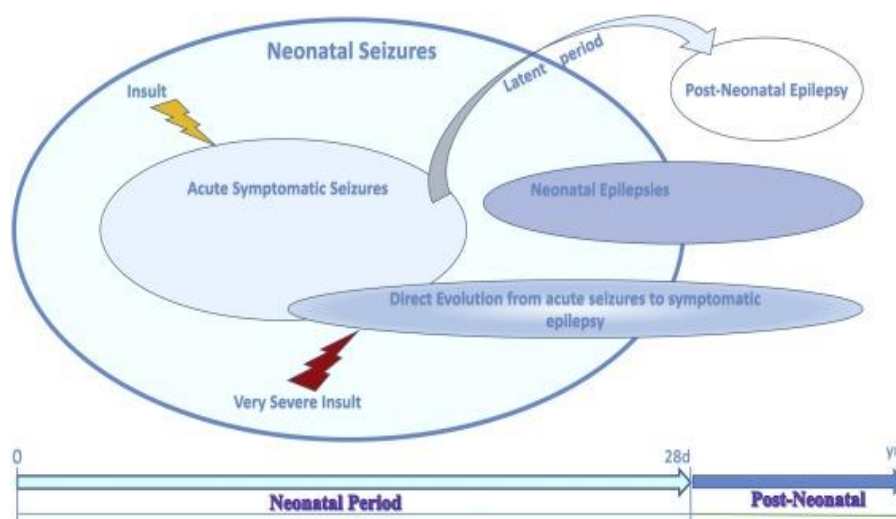 Neonatal Seizures
Latent period
Insult
Post-Neonatal Epilepsy
Acute Symptomatic Seizures
Neonatal Epilepsies
Direct Evolution from acute seizures to symptomatic
epilepsy
Very Severe Insult
0
28d
Neonatal Period
Post-Neonatal